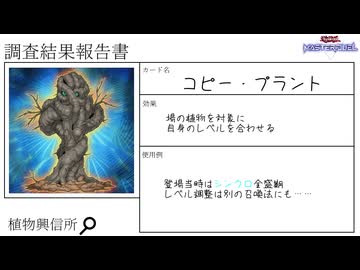 調査結果報告書
Yu-Gi-Oh!
MASTER DUEL
カード名
コピー・プラント
効果
場の植物を対象に
自身のレベルを合わせる
使用例
登場当時はシンクロ全盛期
レベル調整は別の召喚法にも……
植物興信所